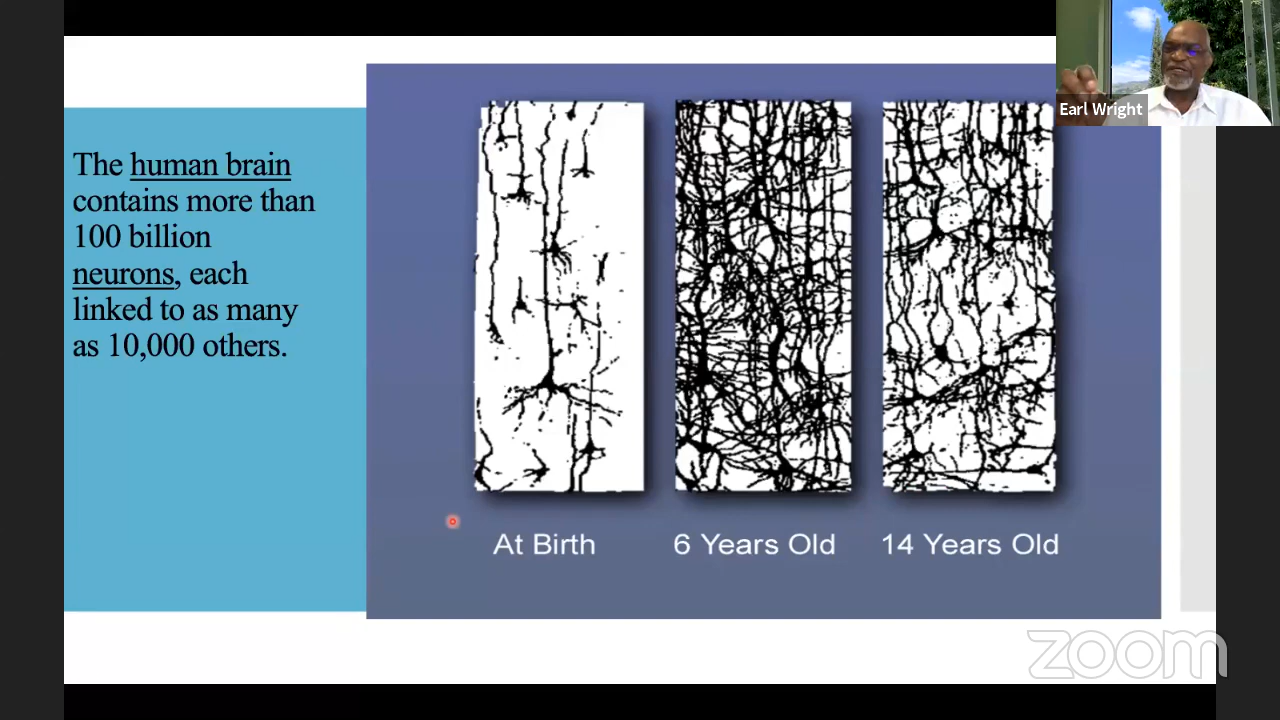 The human brain
contains more than
100 billion
neurons, each
linked to as many
as 10,000 others.
At Birth
6 Years Old
14 Years Old
Earl Wright
zoom